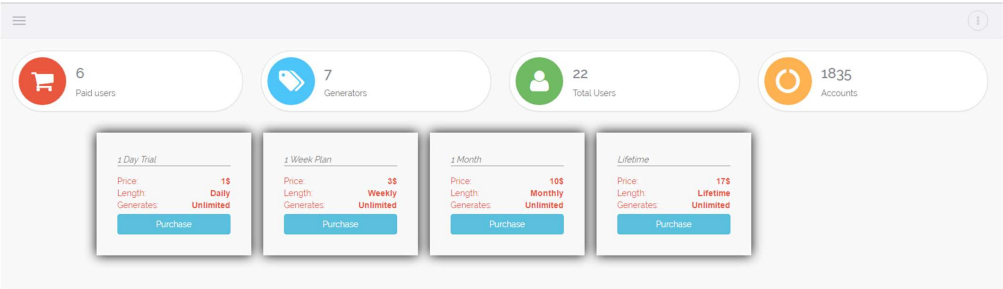 6
Paid users
7
Generators
22
Total Users
1835
Accounts
1 Day Trial
Price: 1$
Length: Daily
Generates: Unlimited
Purchase
1 Week Plan
Price: 3$
Length: Weekly
Generates: Unlimited
Purchase
1 Month
Price: 10$
Length: Monthly
Generates: Unlimited
Purchase
Lifetime
Price: 17$
Length: Lifetime
Generates: Unlimited
Purchase